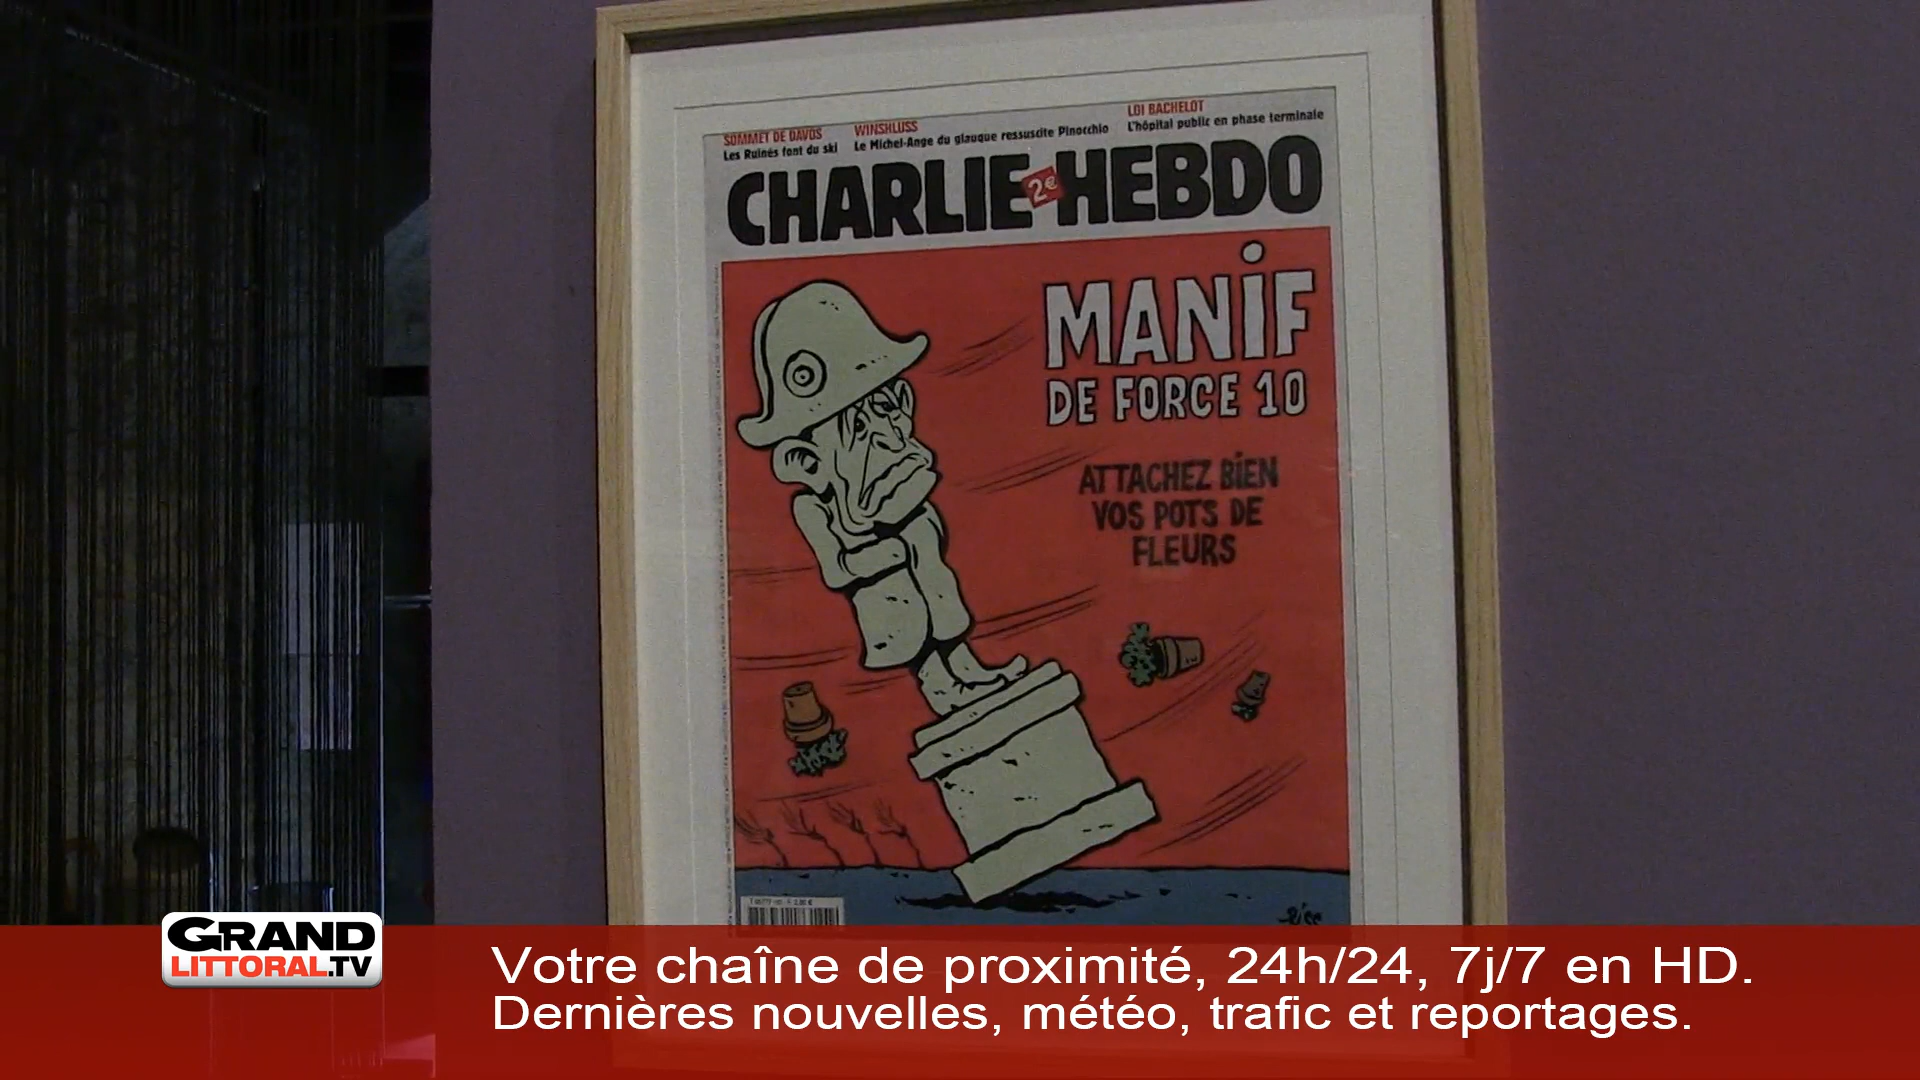 SOMMET DE DAVOS
Les Ruinés font du ski
WINSHLUSS
Le Michel-Ange du glauque ressuscite Pinocchio
LOI BACHELOT
L'hôpital public en phase terminale
CHARLIE HEBDO
2€
MANiF
DE FORCE 10
ATTACHEZ BiEN
VOS POTS DE
FLEURS
Riss
GRAND
LITTORAL.TV
Votre chaîne de proximité, 24h/24, 7j/7 en HD.
Dernières nouvelles, météo, trafic et reportages.